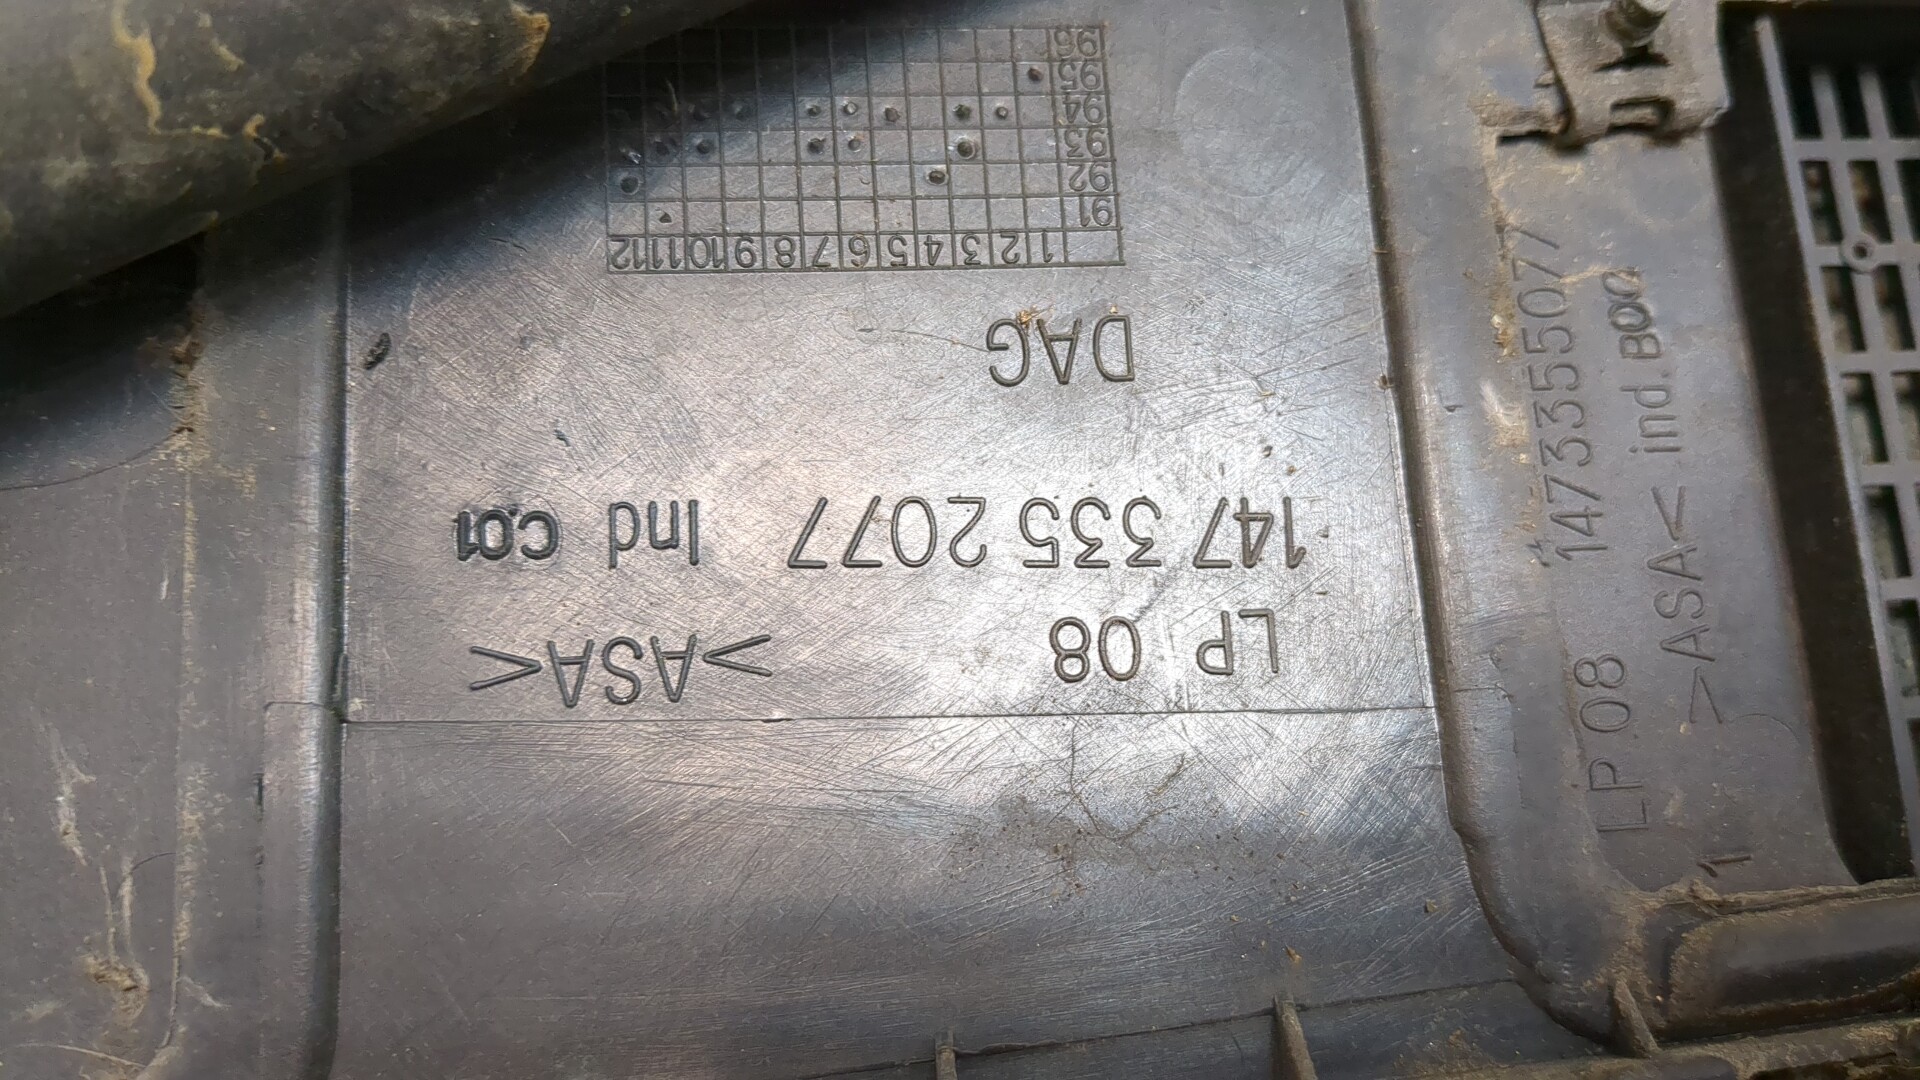 LP 08 >ASA<
147 335 2077 Ind C.01
DAG
1 2 3 4 5 6 7 8 9 10 11 12
91
92
93
94
95
96
1473355077
LP 08
>ASA< ind.B00
1